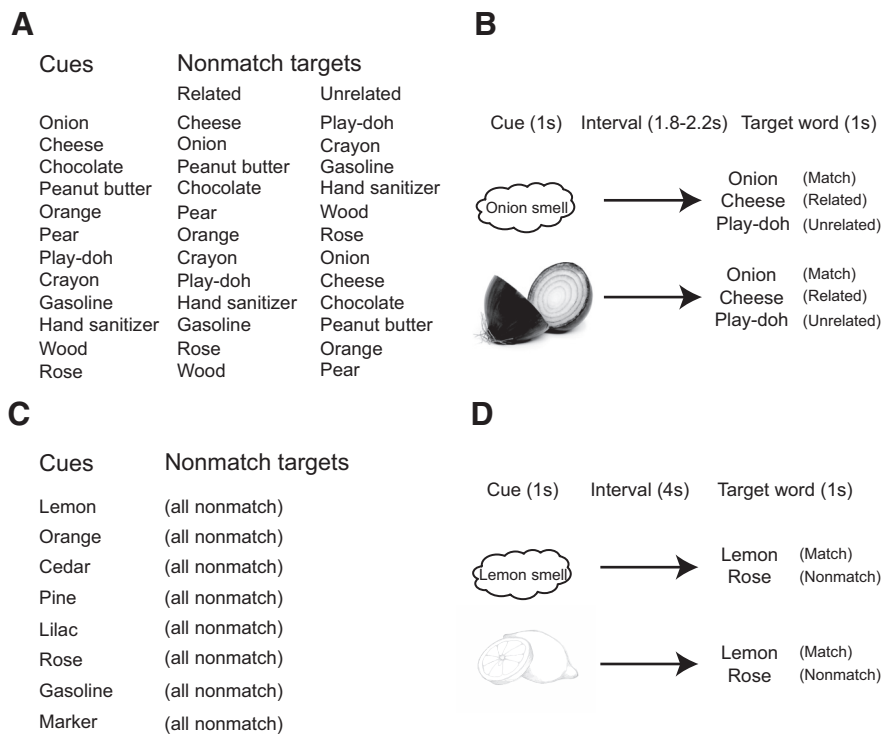 A
Cues Nonmatch targets
Related Unrelated
Onion Cheese Play-doh
Cheese Onion Crayon
Chocolate Peanut butter Gasoline
Peanut butter Chocolate Hand sanitizer
Orange Pear Wood
Pear Orange Rose
Play-doh Crayon Onion
Crayon Play-doh Cheese
Gasoline Hand sanitizer Chocolate
Hand sanitizer Gasoline Peanut butter
Wood Rose Orange
Rose Wood Pear
B
Cue (1s) Interval (1.8-2.2s) Target word (1s)
Onion smell
Onion (Match)
Cheese (Related)
Play-doh (Unrelated)
Onion (Match)
Cheese (Related)
Play-doh (Unrelated)
C
Cues Nonmatch targets
Lemon (all nonmatch)
Orange (all nonmatch)
Cedar (all nonmatch)
Pine (all nonmatch)
Lilac (all nonmatch)
Rose (all nonmatch)
Gasoline (all nonmatch)
Marker (all nonmatch)
D
Cue (1s) Interval (4s) Target word (1s)
Lemon smell
Lemon (Match)
Rose (Nonmatch)
Lemon (Match)
Rose (Nonmatch)